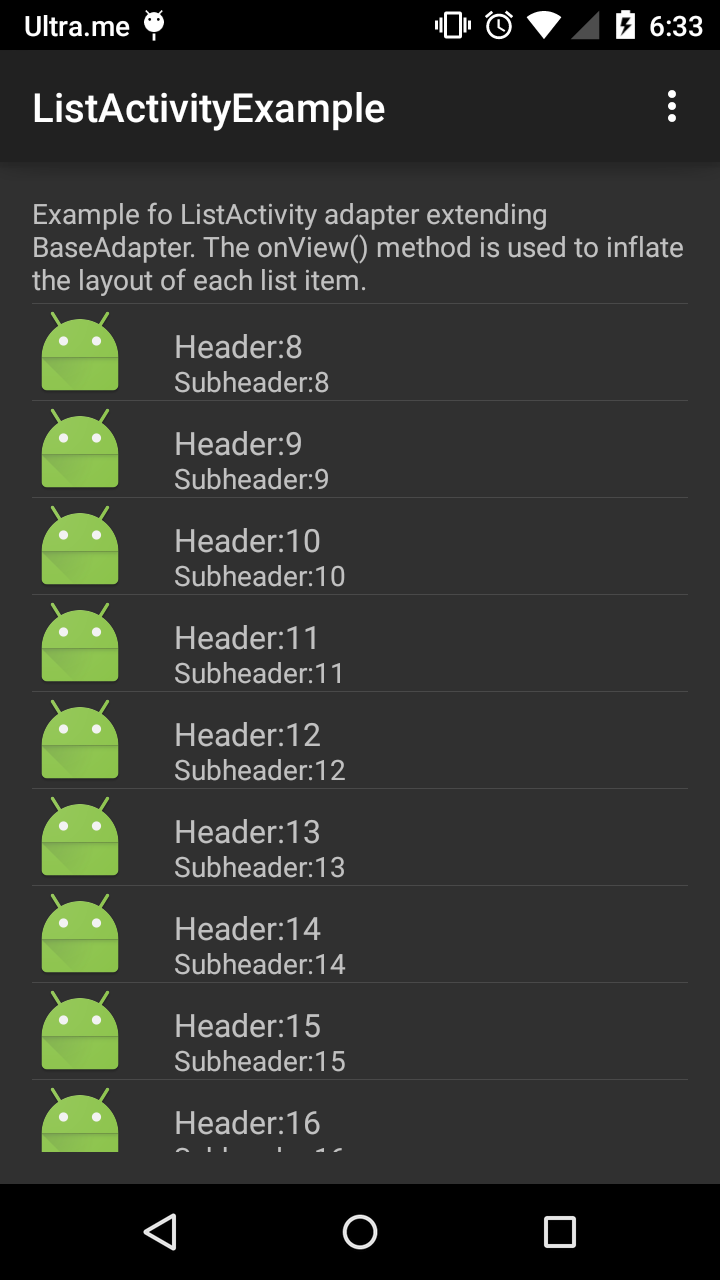 Ultra.me 6:33
ListActivityExample
Example fo ListActivity adapter extending
BaseAdapter. The onView() method is used to inflate
the layout of each list item.
Header:8
Subheader:8
Header:9
Subheader:9
Header:10
Subheader:10
Header:11
Subheader:11
Header:12
Subheader:12
Header:13
Subheader:13
Header:14
Subheader:14
Header:15
Subheader:15
Header:16